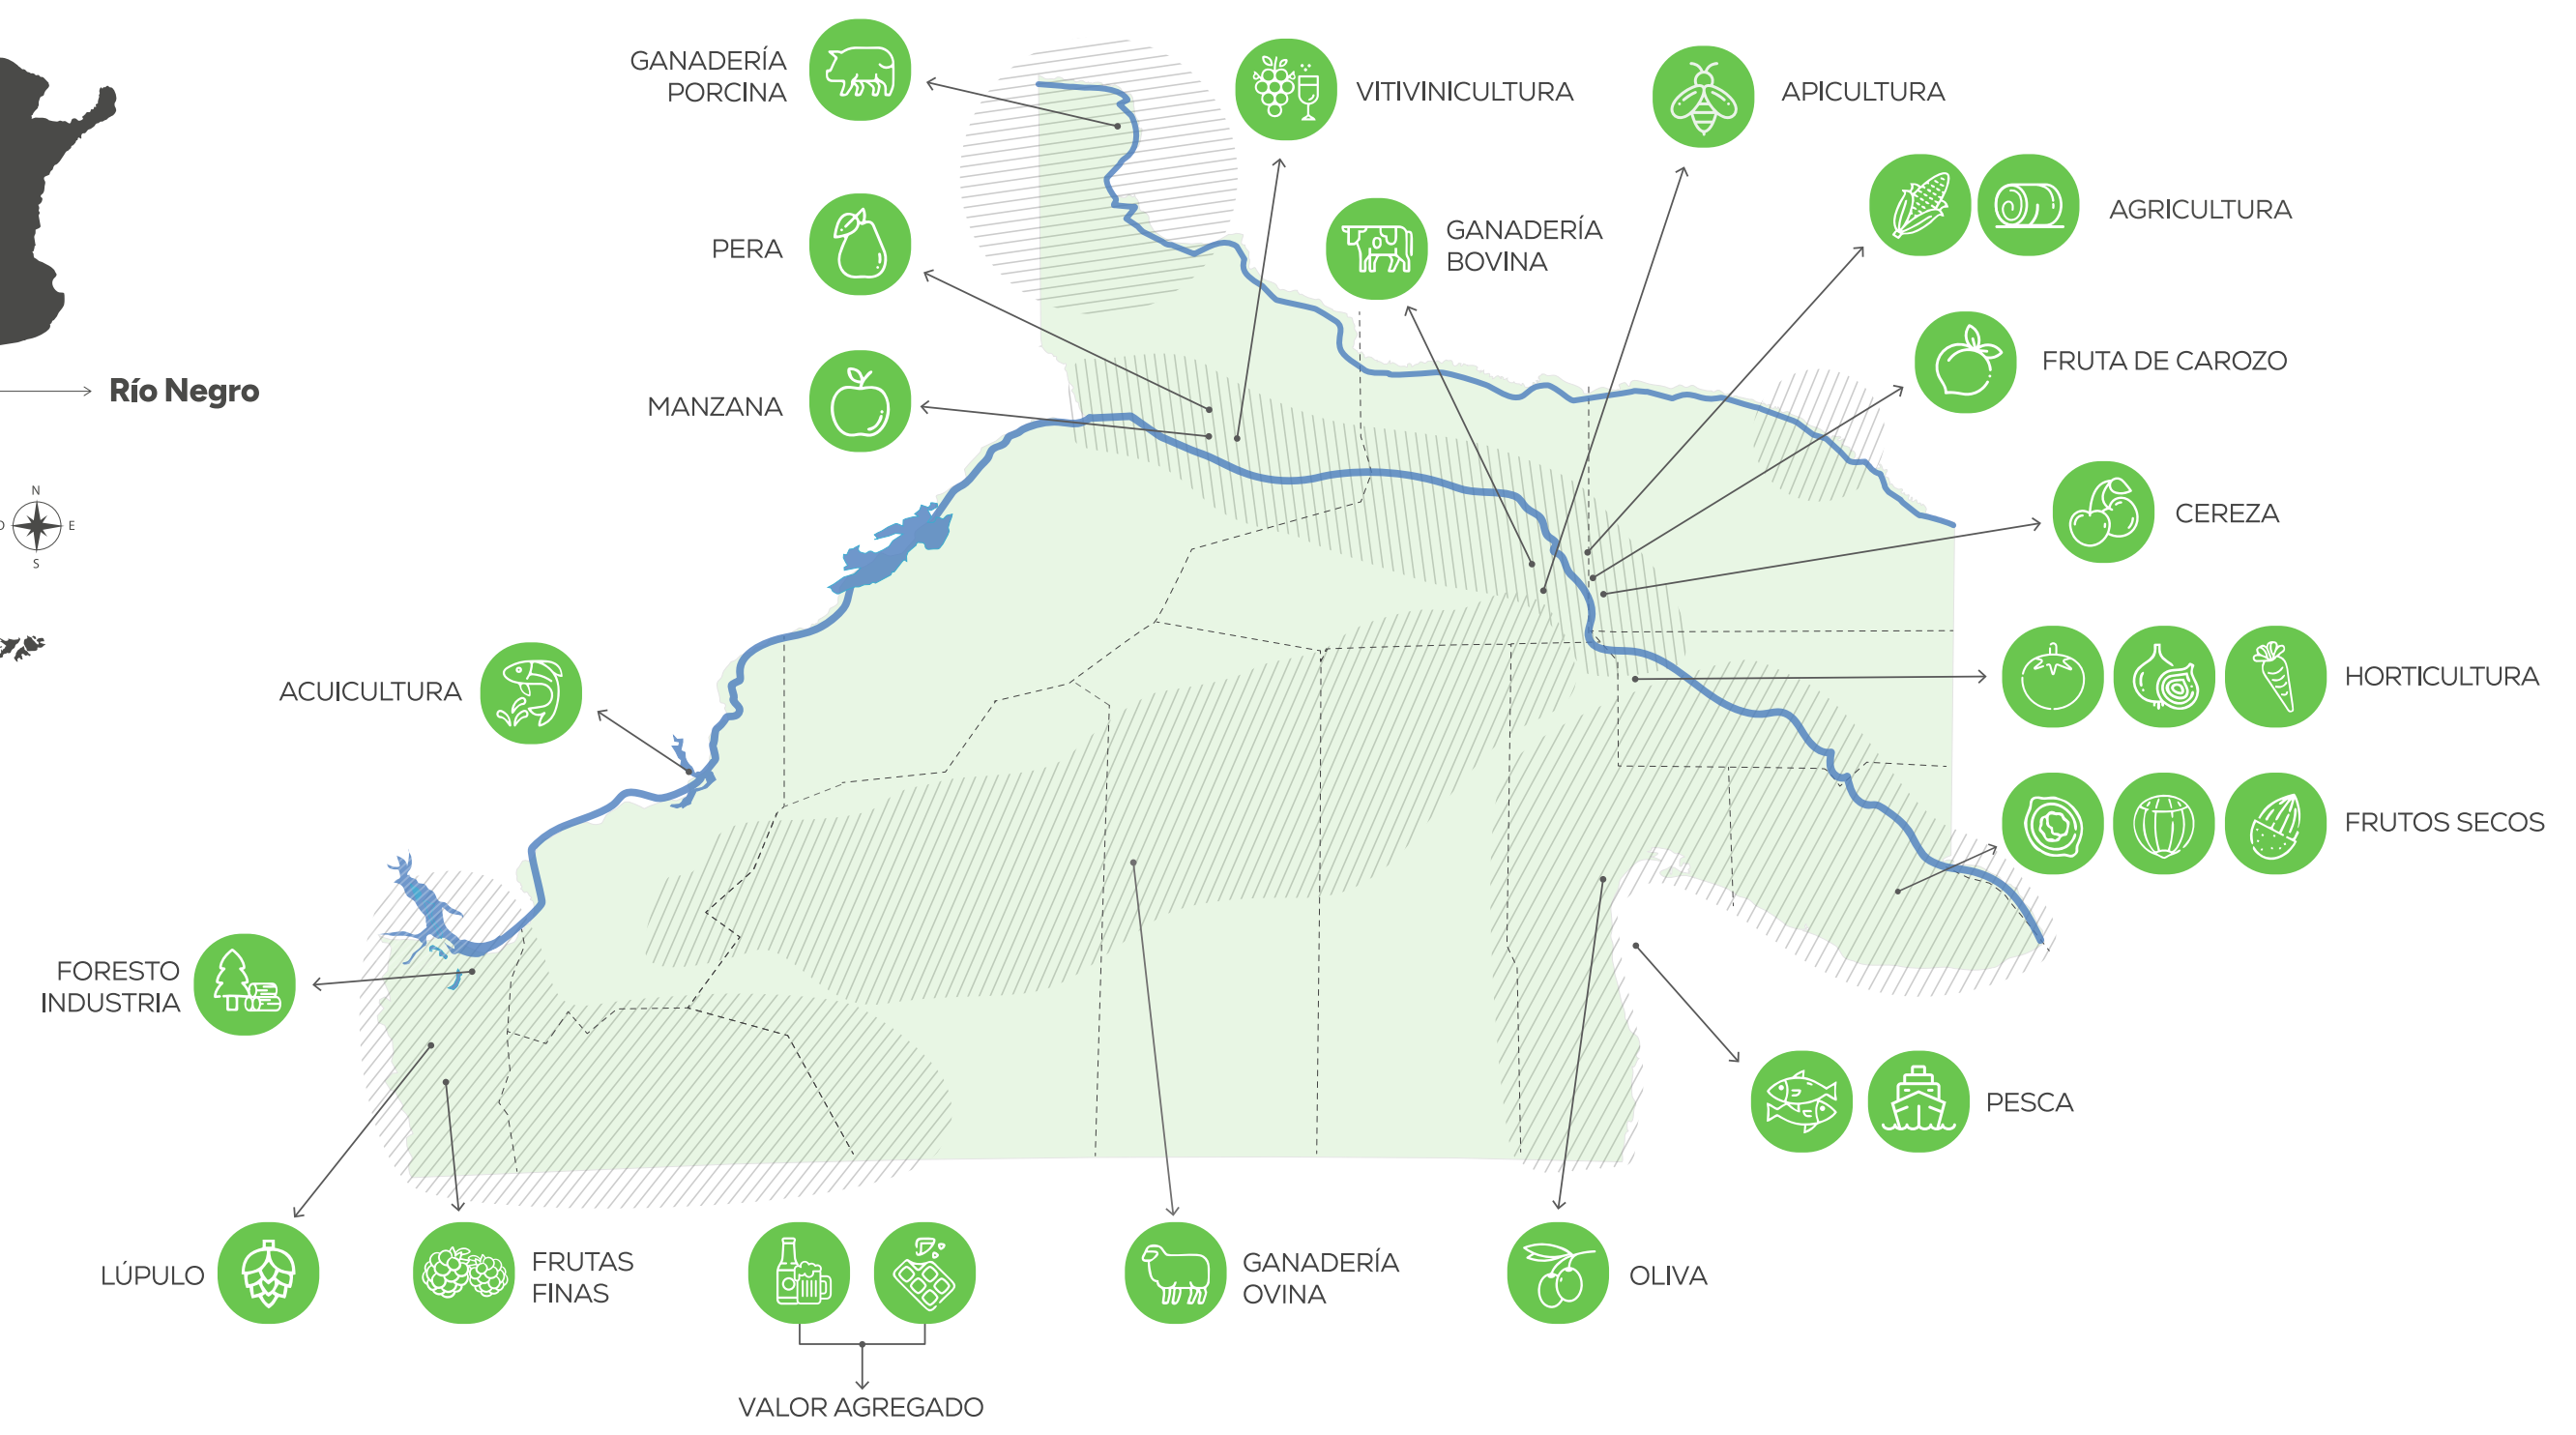 GANADERÍA
PORCINA
VITIVINICULTURA
APICULTURA
AGRICULTURA
PERA
GANADERÍA
BOVINA
FRUTA DE CAROZO
Río Negro
MANZANA
CEREZA
N
O E
S
ACUICULTURA
HORTICULTURA
FRUTOS SECOS
FORESTO
INDUSTRIA
PESCA
LÚPULO
FRUTAS
FINAS
GANADERÍA
OVINA
OLIVA
VALOR AGREGADO